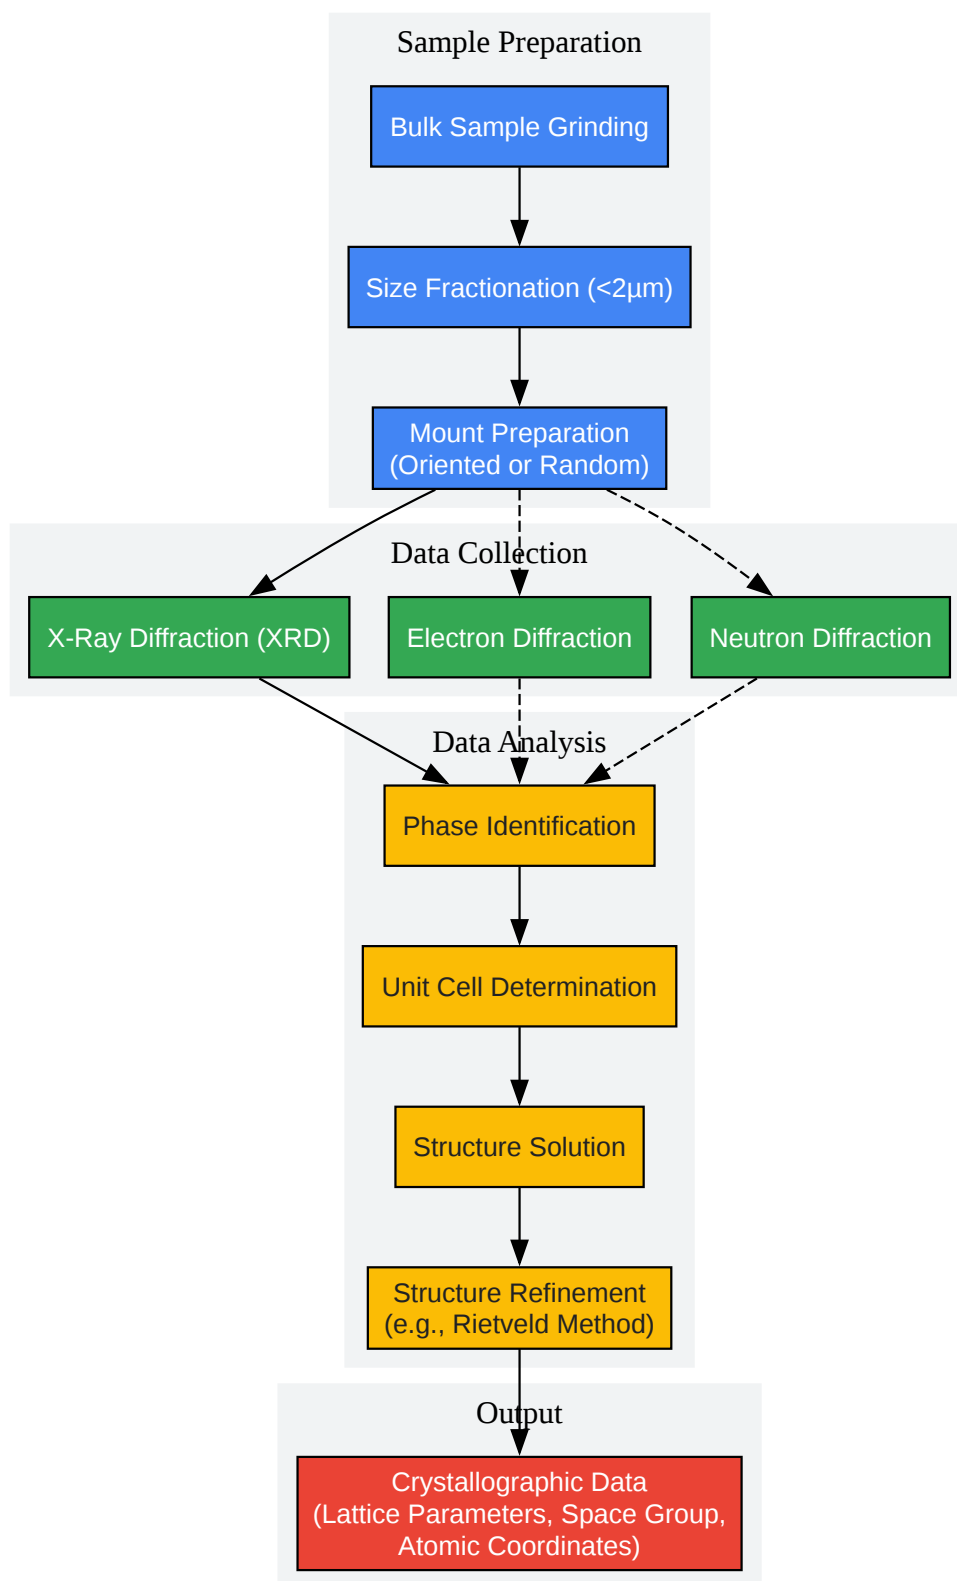 Sample Preparation
Bulk Sample Grinding
Size Fractionation (<2µm)
Mount Preparation
(Oriented or Random)
Data Collection
X-Ray Diffraction (XRD)
Electron Diffraction
Neutron Diffraction
Data Analysis
Phase Identification
Unit Cell Determination
Structure Solution
Structure Refinement
(e.g., Rietveld Method)
Output
Crystallographic Data
(Lattice Parameters, Space Group,
Atomic Coordinates)